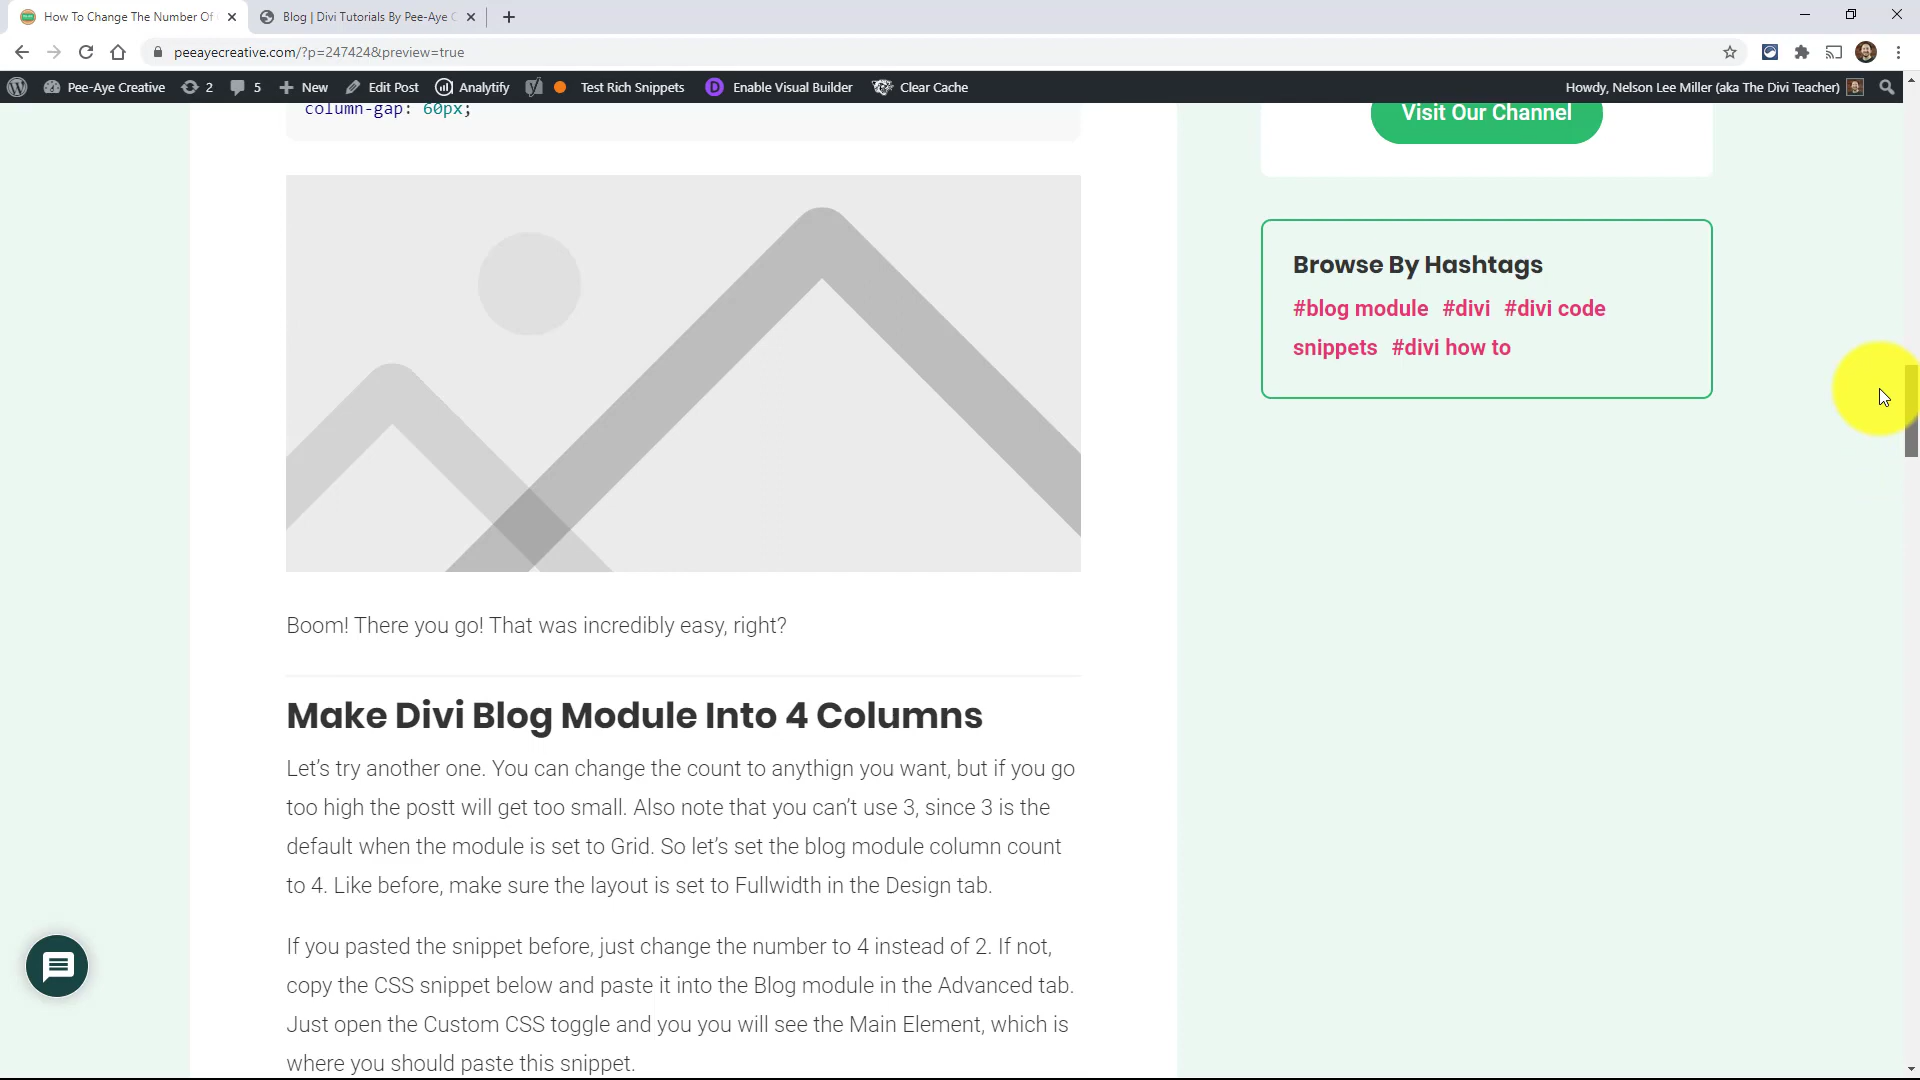 How To Change The Number Of
Blog | Divi Tutorials By Pee-Aye C
peeayecreative.com/?p=247424&preview=true
Pee-Aye Creative
2
5
New
Edit Post
Analytify
Test Rich Snippets
D
Enable Visual Builder
Clear Cache
Howdy, Nelson Lee Miller (aka The Divi Teacher)
column-gap: 60px;
Visit Our Channel
Browse By Hashtags
#blog module #divi #divi code
snippets #divi how to
Boom! There you go! That was incredibly easy, right?
Make Divi Blog Module Into 4 Columns
Let’s try another one. You can change the count to anythign you want, but if you go
too high the postt will get too small. Also note that you can’t use 3, since 3 is the
default when the module is set to Grid. So let’s set the blog module column count
to 4. Like before, make sure the layout is set to Fullwidth in the Design tab.
If you pasted the snippet before, just change the number to 4 instead of 2. If not,
copy the CSS snippet below and paste it into the Blog module in the Advanced tab.
Just open the Custom CSS toggle and you you will see the Main Element, which is
where you should paste this snippet.